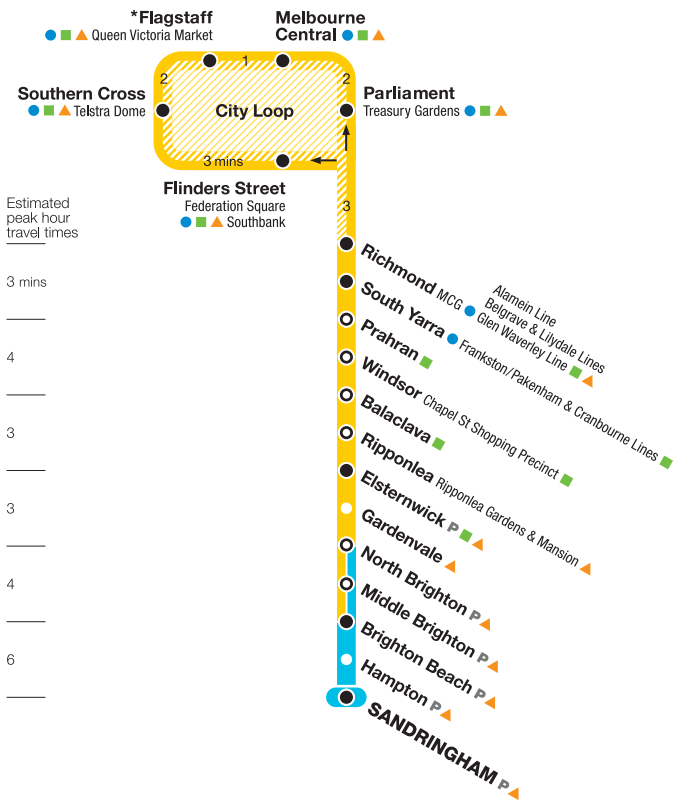 *Flagstaff
Queen Victoria Market
Melbourne
Central
2
1
2
Southern Cross
Telstra Dome
City Loop
Parliament
Treasury Gardens
3 mins
Flinders Street
Federation Square
Southbank
3
Estimated
peak hour
travel times
3 mins
4
3
3
4
6
Richmond MCG
Alamein Line
Belgrave & Lilydale Lines
Glen Waverley Line
South Yarra Frankston/Pakenham & Cranbourne Lines
Prahran
Windsor Chapel St Shopping Precinct
Balaclava
Ripponlea Ripponlea Gardens & Mansion
Elsternwick P
Gardenvale
North Brighton P
Middle Brighton P
Brighton Beach P
Hampton P
SANDRINGHAM P